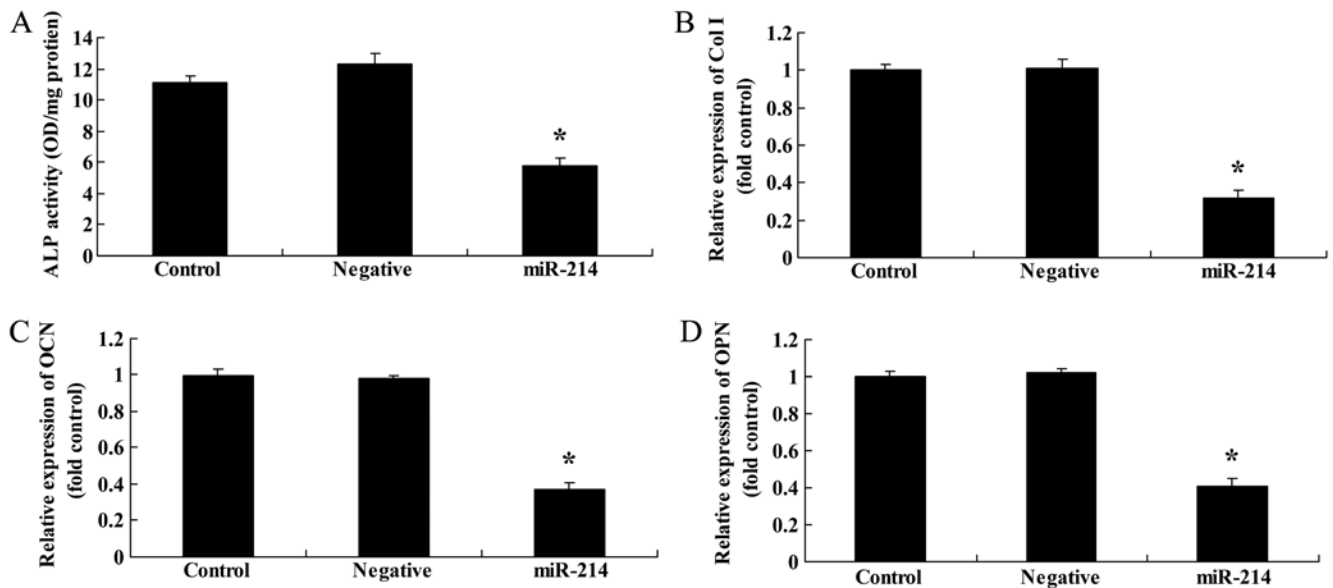 A
ALP activity (OD/mg protien)
14
12
10
8
6
4
2
0
*
Control
Negative
miR-214
B
Relative expression of Col I
(fold control)
1.2
1
0.8
0.6
0.4
0.2
0
*
Control
Negative
miR-214
C
Relative expression of OCN
(fold control)
1.2
1
0.8
0.6
0.4
0.2
0
*
Control
Negative
miR-214
D
Relative expression of OPN
(fold control)
1.2
1
0.8
0.6
0.4
0.2
0
*
Control
Negative
miR-214